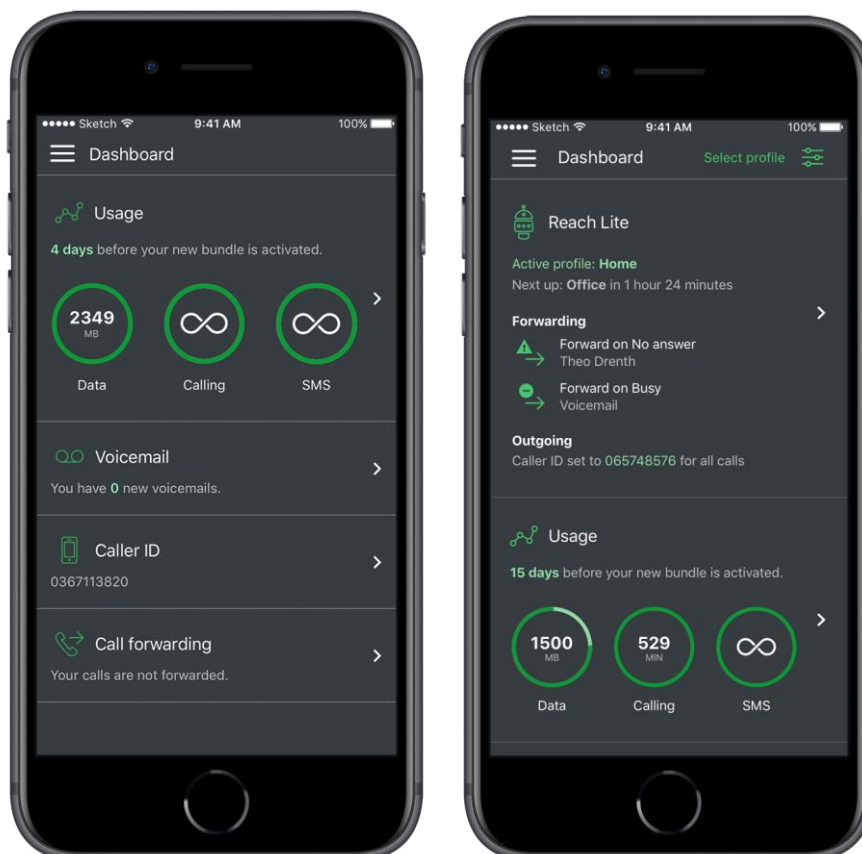 Sketch 9:41 AM 100%
Dashboard
Usage
4 days before your new bundle is activated.
2349
MB
Data Calling SMS
Voicemail
You have 0 new voicemails.
Caller ID
0367113820
Call forwarding
Your calls are not forwarded.
Sketch 9:41 AM 100%
Dashboard Select profile
Reach Lite
Active profile: Home
Next up: Office in 1 hour 24 minutes
Forwarding
Forward on No answer
Theo Drenth
Forward on Busy
Voicemail
Outgoing
Caller ID set to 065748576 for all calls
Usage
15 days before your new bundle is activated.
1500 529
MB MIN
Data Calling SMS